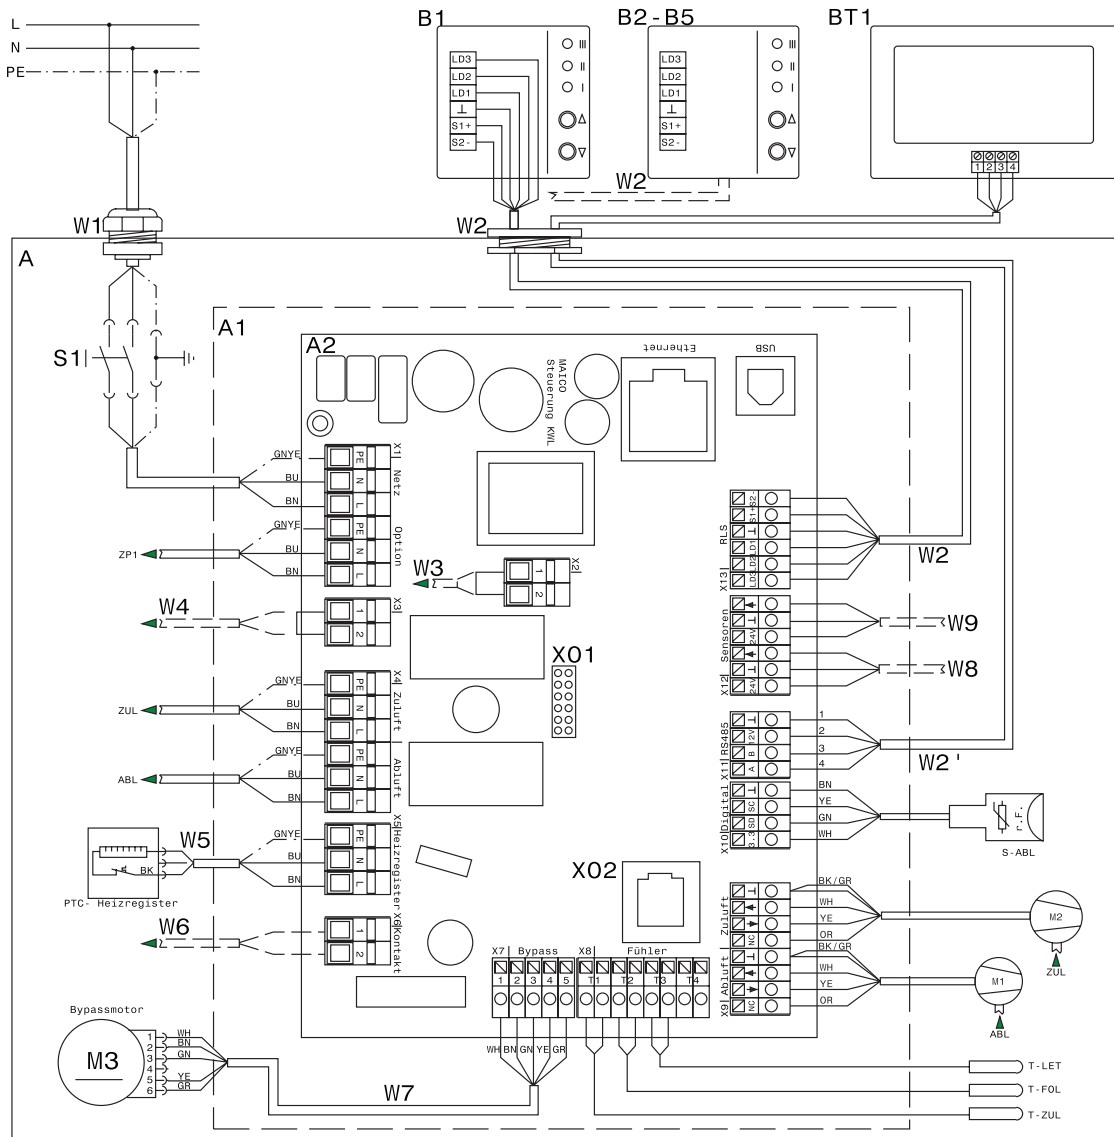 L
N
PE
W1
A
S1
B1
LD3
LD2
LD1
⊥
S1+
S2-
III
II
I
B2-B5
LD3
LD2
LD1
⊥
S1+
S2-
III
II
I
BT1
1 2 3 4
W2
W2
A1
A2
MAICO
Steuerung KWL
Ethernet
USB
X1
Netz
Option
GNYE PE
BU N
BN L
GNYE PE
BU N
BN L
ZP1
W3
X2
1
2
W4
X3
1
2
X4
Zuluft
GNYE PE
BU N
BN L
ZUL
Abluft
GNYE PE
BU N
BN L
ABL
X01
W5
X5
Heizregister
GNYE PE
BU N
BN L
BK
PTC- Heizregister
W6
X6
Kontakt
1
2
X02
X13 RLS
S2-
S1+
⊥
LD1
LD2
LD3
W2
Sensoren
X12
⊥
24V
⊥
24V
W9
W8
X11 RS485
⊥ 1
12V 2
B 3
A 4
W2'
X10 Digital
⊥ BN
SC YE
SD GN
3.3 WH
r.F.
S-ABL
Zuluft
⊥ BK/GR
WH
YE
NC OR
M2
ZUL
X9 Abluft
⊥ BK/GR
WH
YE
NC OR
M1
ABL
X7 Bypass
1 2 3 4 5
WH BN GN YE GR
X8 Fühler
T1 T2 T3 T4
Bypassmotor
M3
1 WH
2 BN
3 GN
4
5 YE
6 GR
W7
T-LET
T-FOL
T-ZUL